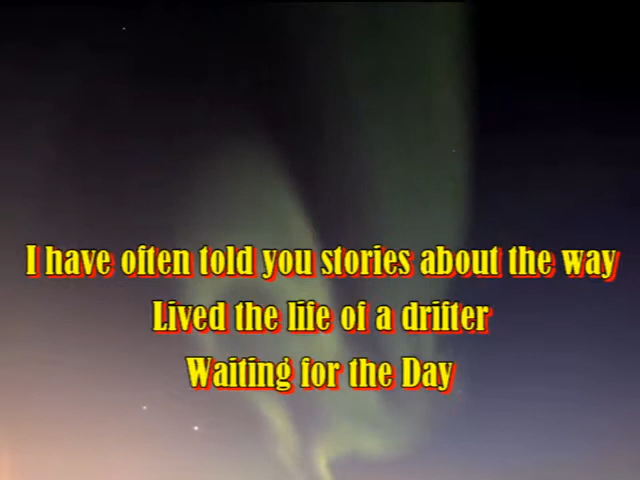 I have often told you stories about the way
Lived the life of a drifter
Waiting for the Day